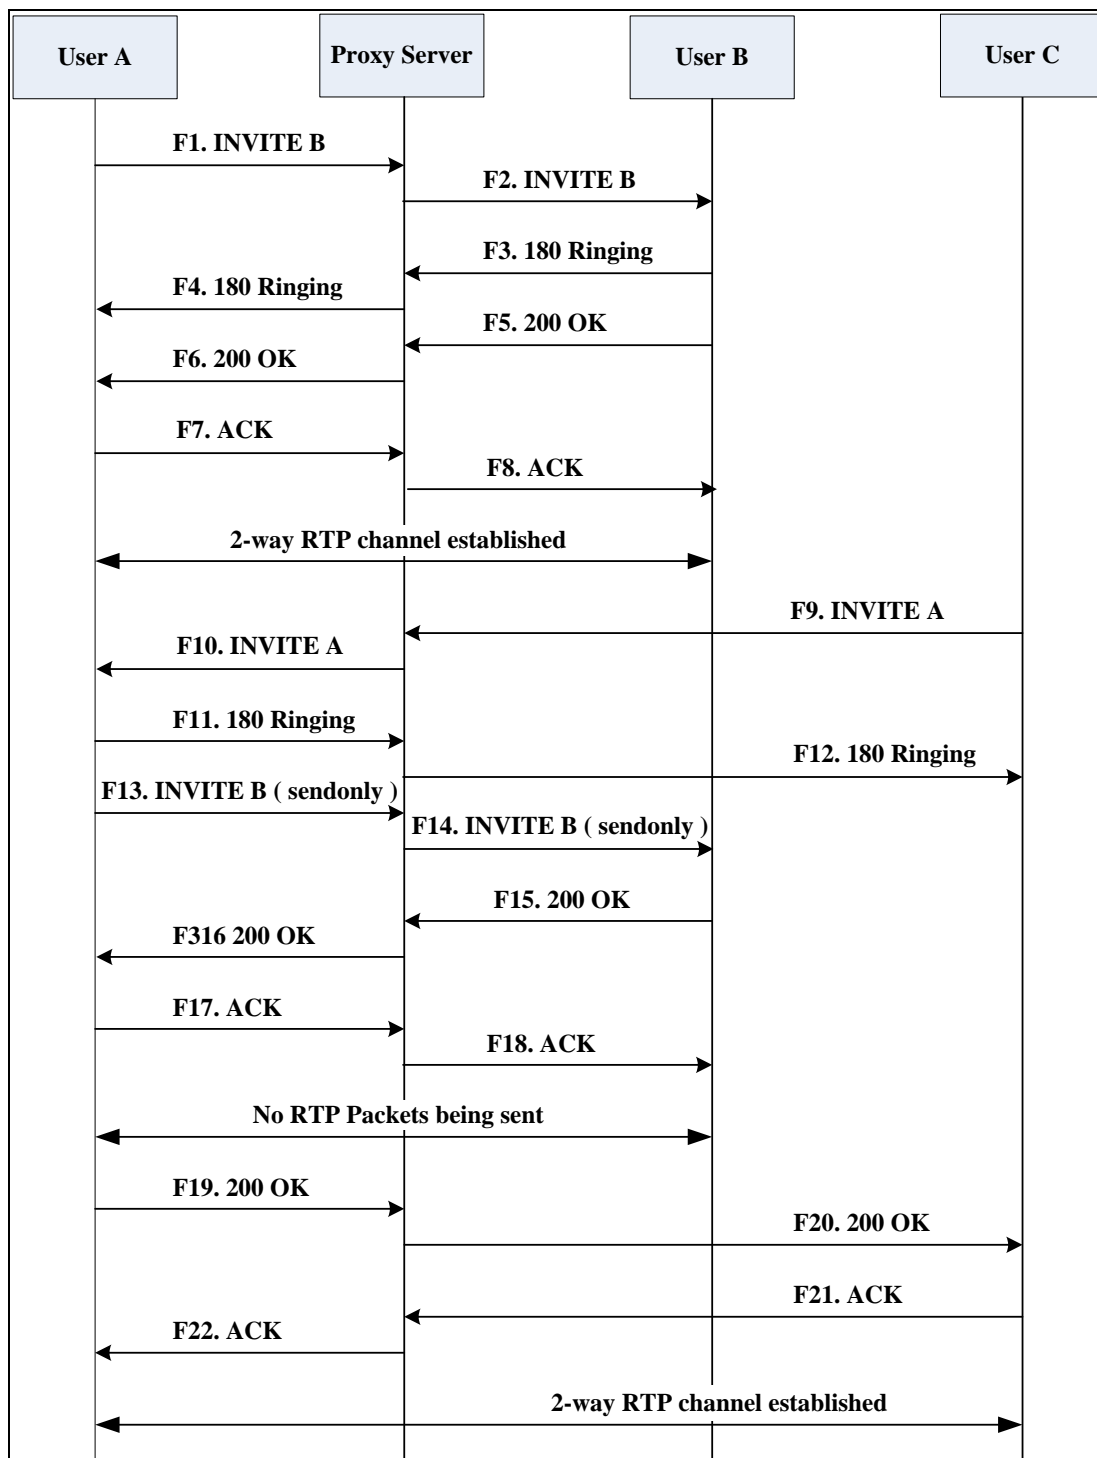 User A
Proxy Server
User B
User C
F1. INVITE B
F2. INVITE B
F3. 180 Ringing
F4. 180 Ringing
F5. 200 OK
F6. 200 OK
F7. ACK
F8. ACK
2-way RTP channel established
F9. INVITE A
F10. INVITE A
F11. 180 Ringing
F12. 180 Ringing
F13. INVITE B ( sendonly )
F14. INVITE B ( sendonly )
F15. 200 OK
F316 200 OK
F17. ACK
F18. ACK
No RTP Packets being sent
F19. 200 OK
F20. 200 OK
F21. ACK
F22. ACK
2-way RTP channel established